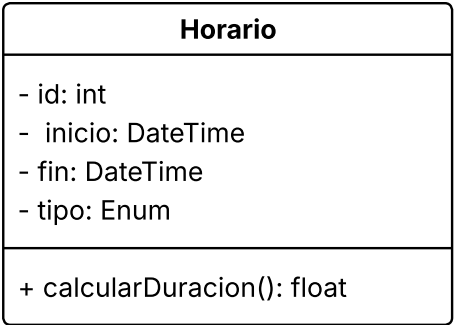 Horario
- id: int
-  inicio: DateTime
- fin: DateTime
- tipo: Enum
+ calcularDuracion(): float